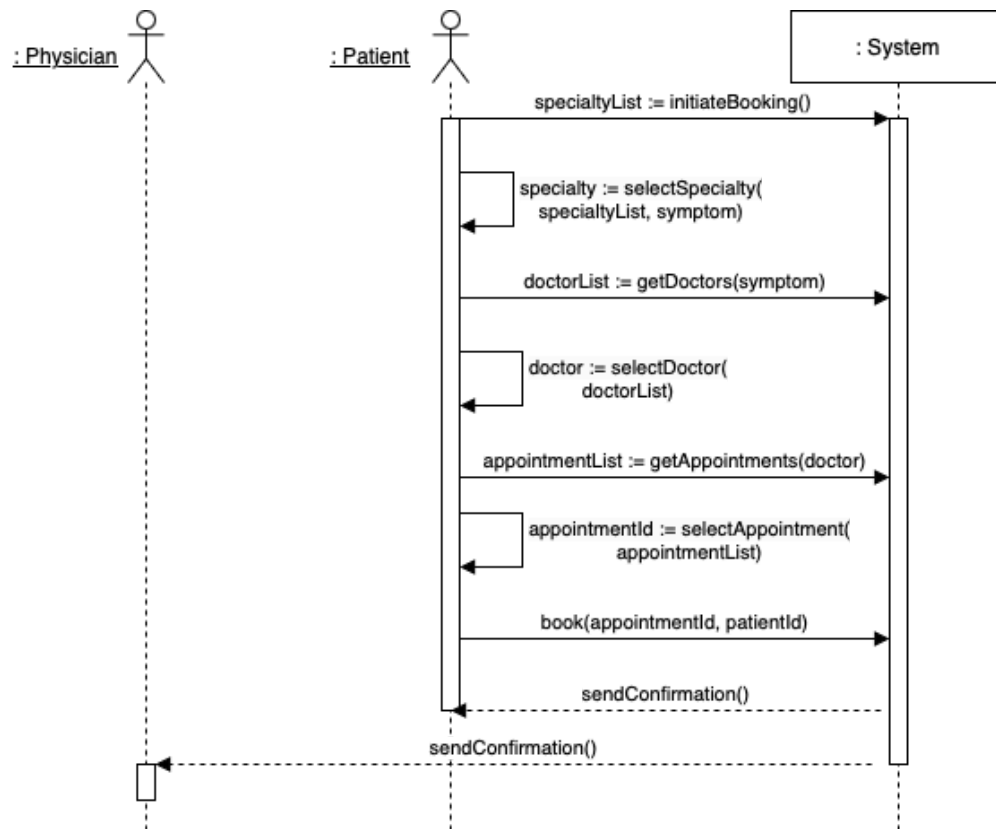 : Physician
: Patient
: System
specialtyList := initiateBooking()
specialty := selectSpecialty(
specialtyList, symptom)
doctorList := getDoctors(symptom)
doctor := selectDoctor(
doctorList)
appointmentList := getAppointments(doctor)
appointmentId := selectAppointment(
appointmentList)
book(appointmentId, patientId)
sendConfirmation()
sendConfirmation()